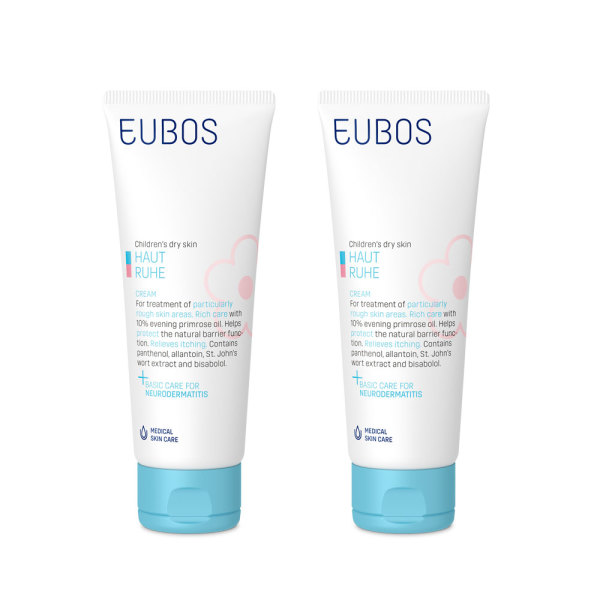 EUBOS
Children's dry skin
HAUT
RUHE
CREAM
For treatment of particularly
rough skin areas. Rich care with
10% evening primrose oil. Helps
protect the natural barrier func-
tion. Relieves itching. Contains
panthenol, allantoin, St. John's
wort extract and bisabolol.
+BASIC CARE FOR
NEURODERMATITIS
MEDICAL
SKIN CARE
EUBOS
Children's dry skin
HAUT
RUHE
CREAM
For treatment of particularly
rough skin areas. Rich care with
10% evening primrose oil. Helps
protect the natural barrier func-
tion. Relieves itching. Contains
panthenol, allantoin, St. John's
wort extract and bisabolol.
+BASIC CARE FOR
NEURODERMATITIS
MEDICAL
SKIN CARE